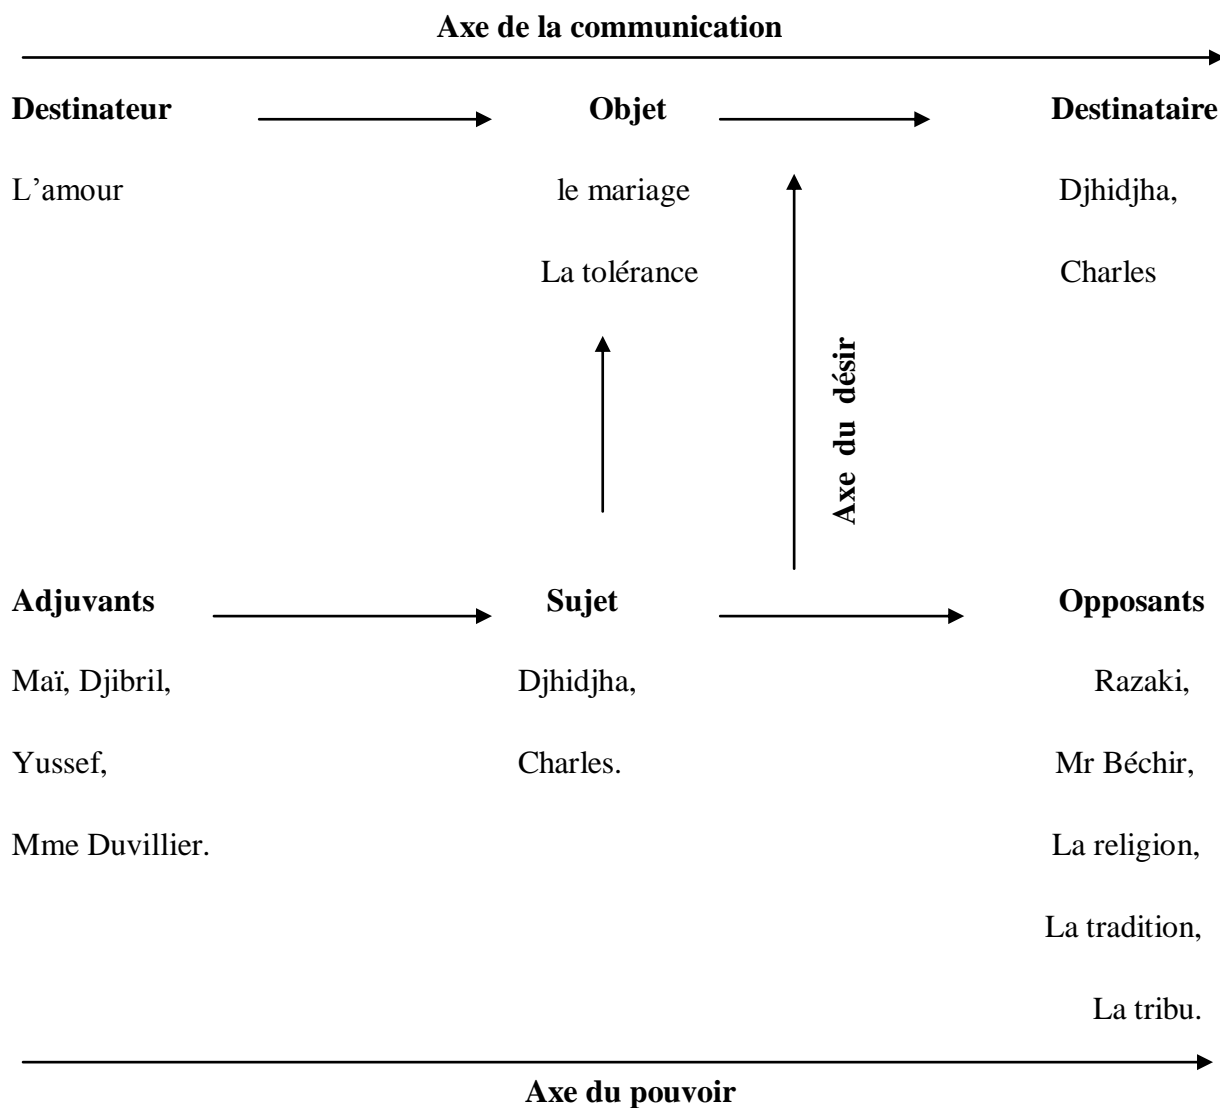 Axe de la communication
Destinateur Objet Destinataire
L’amour le mariage Djhidjha,
La tolérance Charles
Axe du désir
Adjuvants Sujet Opposants
Maï, Djibril, Djhidjha, Razaki,
Yussef, Charles. Mr Béchir,
Mme Duvillier. La religion,
La tradition,
La tribu.
Axe du pouvoir